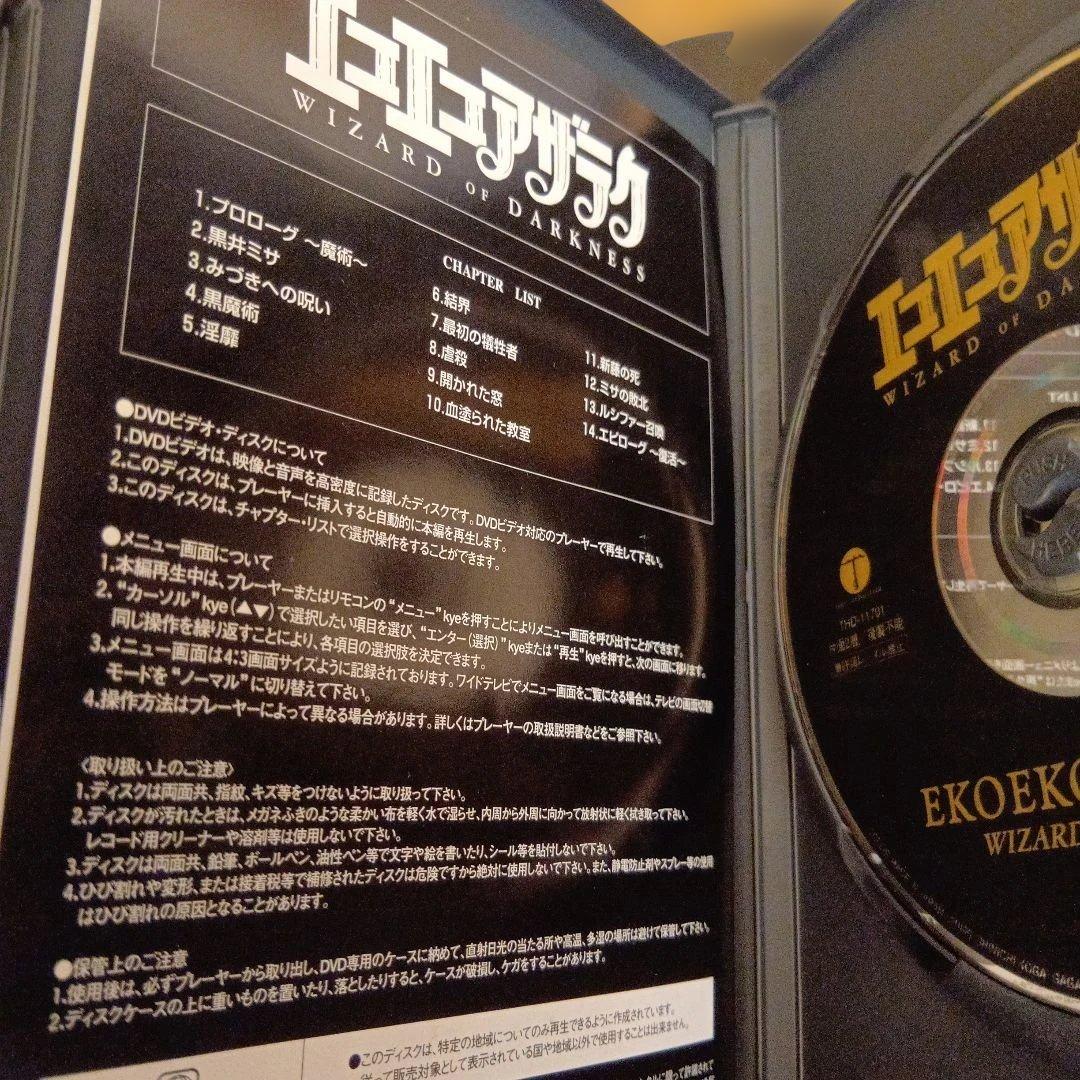 エコエコアザラク
WIZARD OF DARKNESS
CHAPTER LIST
1.プロローグ 〜魔術〜
2.黒井ミサ
3.みづきへの呪い
4.黒魔術
5.淫靡
6.結界
7.最初の犠牲者
8.虐殺
9.開かれた窓
10.血塗られた教室
11.新藤の死
12.ミサの敗北
13.ルシファー召喚
14.エピローグ 〜復活〜
●DVDビデオ・ディスクについて
1.DVDビデオは、映像と音声を高密度に記録したディスクです。DVDビデオ対応のプレーヤーで再生して下さい。
2.このディスクは、プレーヤーに挿入すると自動的に本編を再生します。
3.このディスクは、チャプター・リストで選択操作をすることができます。
●メニュー画面について
1.本編再生中は、プレーヤーまたはリモコンの“メニュー”kyeを押すことによりメニュー画面を呼び出すことができます。
2.“カーソル”kye(▲▼)で選択したい項目を選び、“エンター(選択)”kyeまたは“再生”kyeを押すと、次の画面に移ります。
同じ操作を繰り返すことにより、各項目の選択肢を決定できます。
3.メニュー画面は4:3画面サイズように記録されております。ワイドテレビでメニュー画面をご覧になる場合は、テレビの画面切替
モードを“ノーマル”に切り替えて下さい。
4.操作方法はプレーヤーによって異なる場合があります。詳しくはプレーヤーの取扱説明書などをご参照下さい。
〈取り扱い上のご注意〉
1.ディスクは両面共、指紋、キズ等をつけないように取り扱って下さい。
2.ディスクが汚れたときは、メガネふきのような柔かい布を軽く水で湿らせ、内周から外周に向かって放射状に軽く拭き取って下さい。
レコード用クリーナーや溶剤等は使用しないで下さい。
3.ディスクは両面共、鉛筆、ボールペン、油性ペン等で文字や絵を書いたり、シール等を貼付しないで下さい。
4.ひび割れや変形、または接着税等で補修されたディスクは危険ですから絶対に使用しないで下さい。また、静電防止剤やスプレー等の使用
はひび割れの原因となることがあります。
●保管上のご注意
1.使用後は、必ずプレーヤーから取り出し、DVD専用のケースに納めて、直射日光の当たる所や高温、多湿の場所は避けて保管して下さい。
2.ディスクケースの上に重いものを置いたり、落としたりすると、ケースが破損し、ケガをすることがあります。
●このディスクは、特定の地域についてのみ再生できるように作成されています。
従って販売対象として表示されている国や地域以外で使用することは出来ません。
エコエコアザ
WIZARD OF DA
THD-11791
EKOEKO
WIZARD